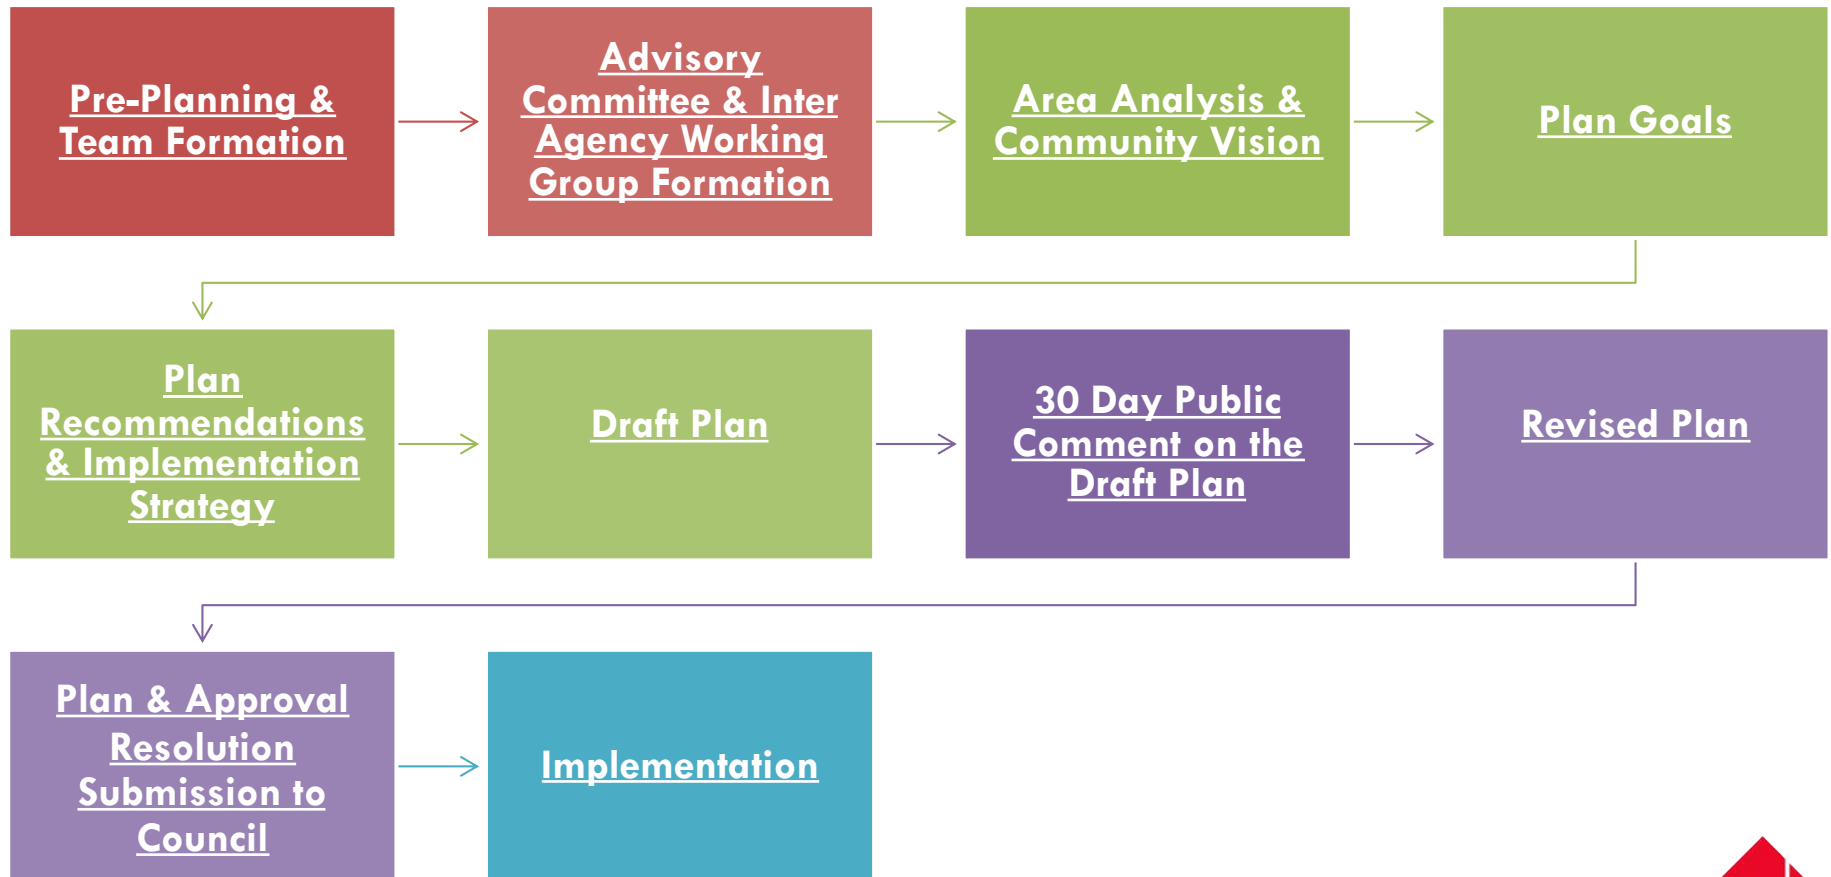 Pre-Planning &
Team Formation
Advisory
Committee & Inter
Agency Working
Group Formation
Area Analysis &
Community Vision
Plan Goals
Plan
Recommendations
& Implementation
Strategy
Draft Plan
30 Day Public
Comment on the
Draft Plan
Revised Plan
Plan & Approval
Resolution
Submission to
Council
Implementation